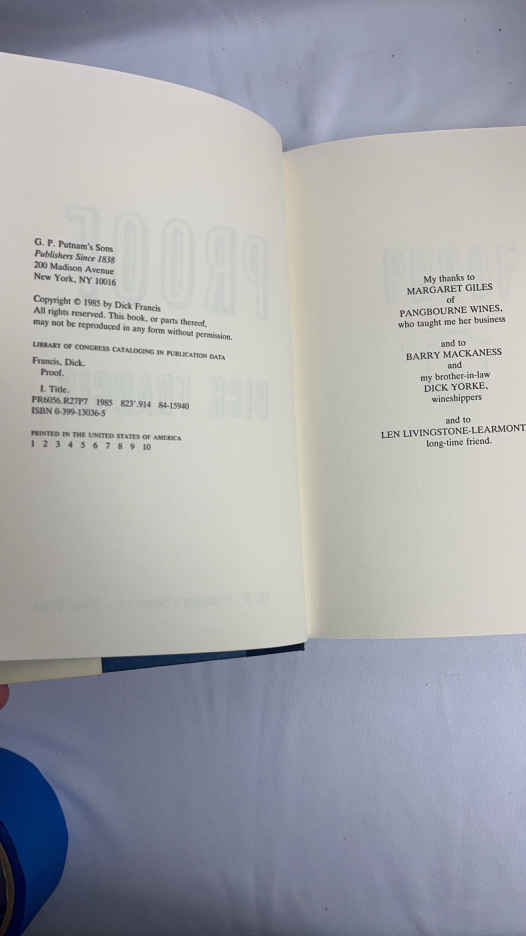 G. P. Putnam's Sons
Publishers Since 1838
200 Madison Avenue
New York, NY 10016
Copyright © 1985 by Dick Francis
All rights reserved. This book, or parts thereof,
may not be reproduced in any form without permission.
LIBRARY OF CONGRESS CATALOGING IN PUBLICATION DATA
Francis, Dick.
Proof.
I. Title.
PR6056.R27P7 1985 823'.914 84-15940
ISBN 0-399-13036-5
PRINTED IN THE UNITED STATES OF AMERICA
1 2 3 4 5 6 7 8 9 10
My thanks to
MARGARET GILES
of
PANGBOURNE WINES,
who taught me her business
and to
BARRY MACKANESS
and
my brother-in-law
DICK YORKE,
wineshippers
and to
LEN LIVINGSTONE-LEARMONT
long-time friend.